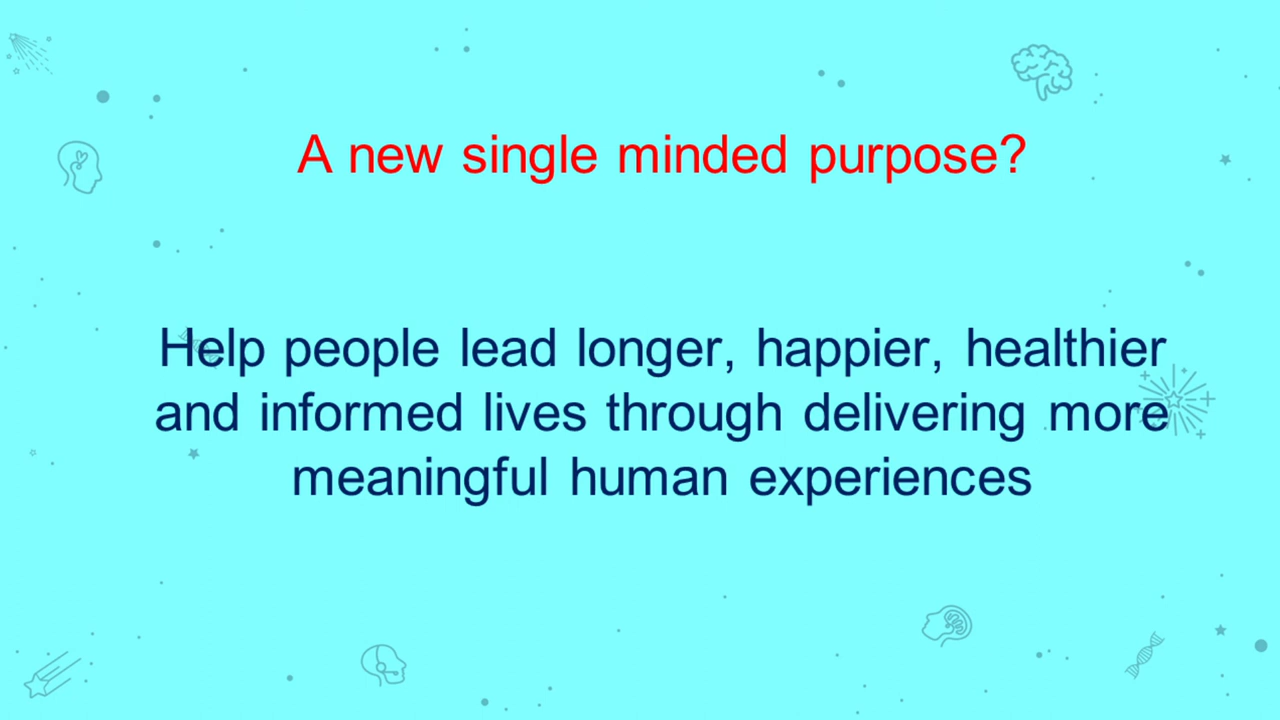 A new single minded purpose?
Help people lead longer, happier, healthier
and informed lives through delivering more
meaningful human experiences